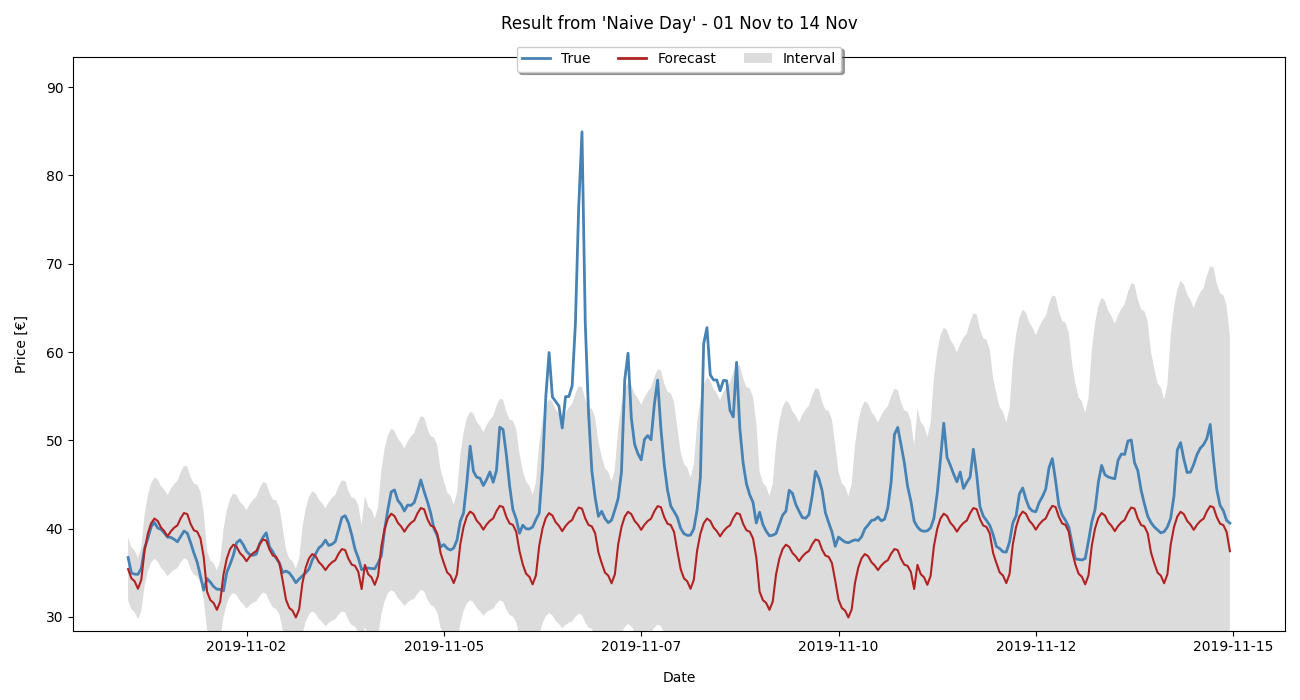 Result from 'Naive Day' - 01 Nov to 14 Nov
True Forecast Interval
90
80
70
60
50
40
30
Price [€]
2019-11-02 2019-11-05 2019-11-07 2019-11-10 2019-11-12 2019-11-15
Date